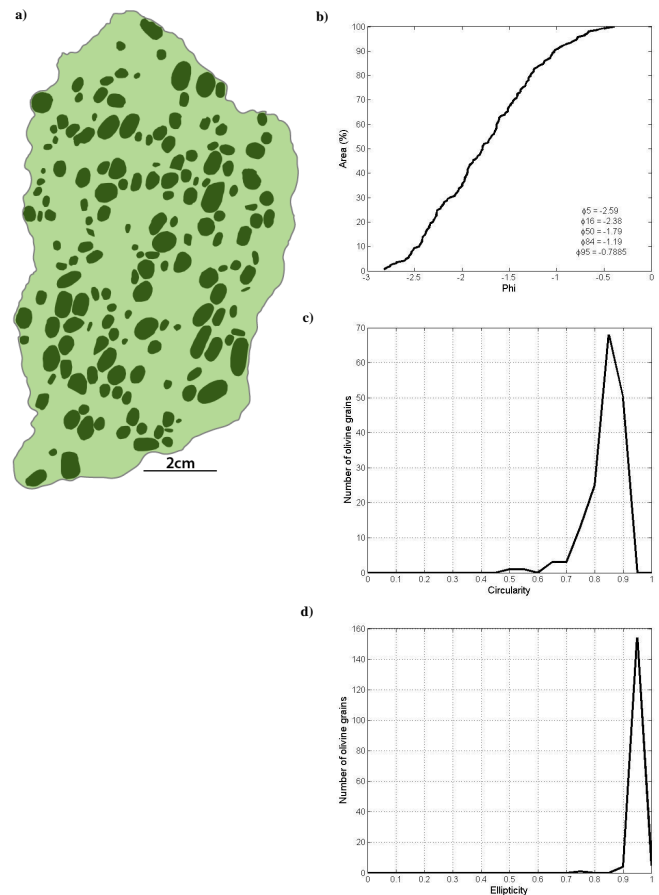 a)
2cm
b)
100
90
80
70
60
50
40
30
20
10
0
Area (%)
ϕ5 = -2.59
ϕ16 = -2.38
ϕ50 = -1.79
ϕ84 = -1.19
ϕ95 = -0.7885
-3 -2.5 -2 -1.5 -1 -0.5 0
Phi
c)
70
60
50
40
30
20
10
0
Number of olivine grains
0 0.1 0.2 0.3 0.4 0.5 0.6 0.7 0.8 0.9 1
Circularity
d)
160
140
120
100
80
60
40
20
0
Number of olivine grains
0 0.1 0.2 0.3 0.4 0.5 0.6 0.7 0.8 0.9 1
Ellipticity